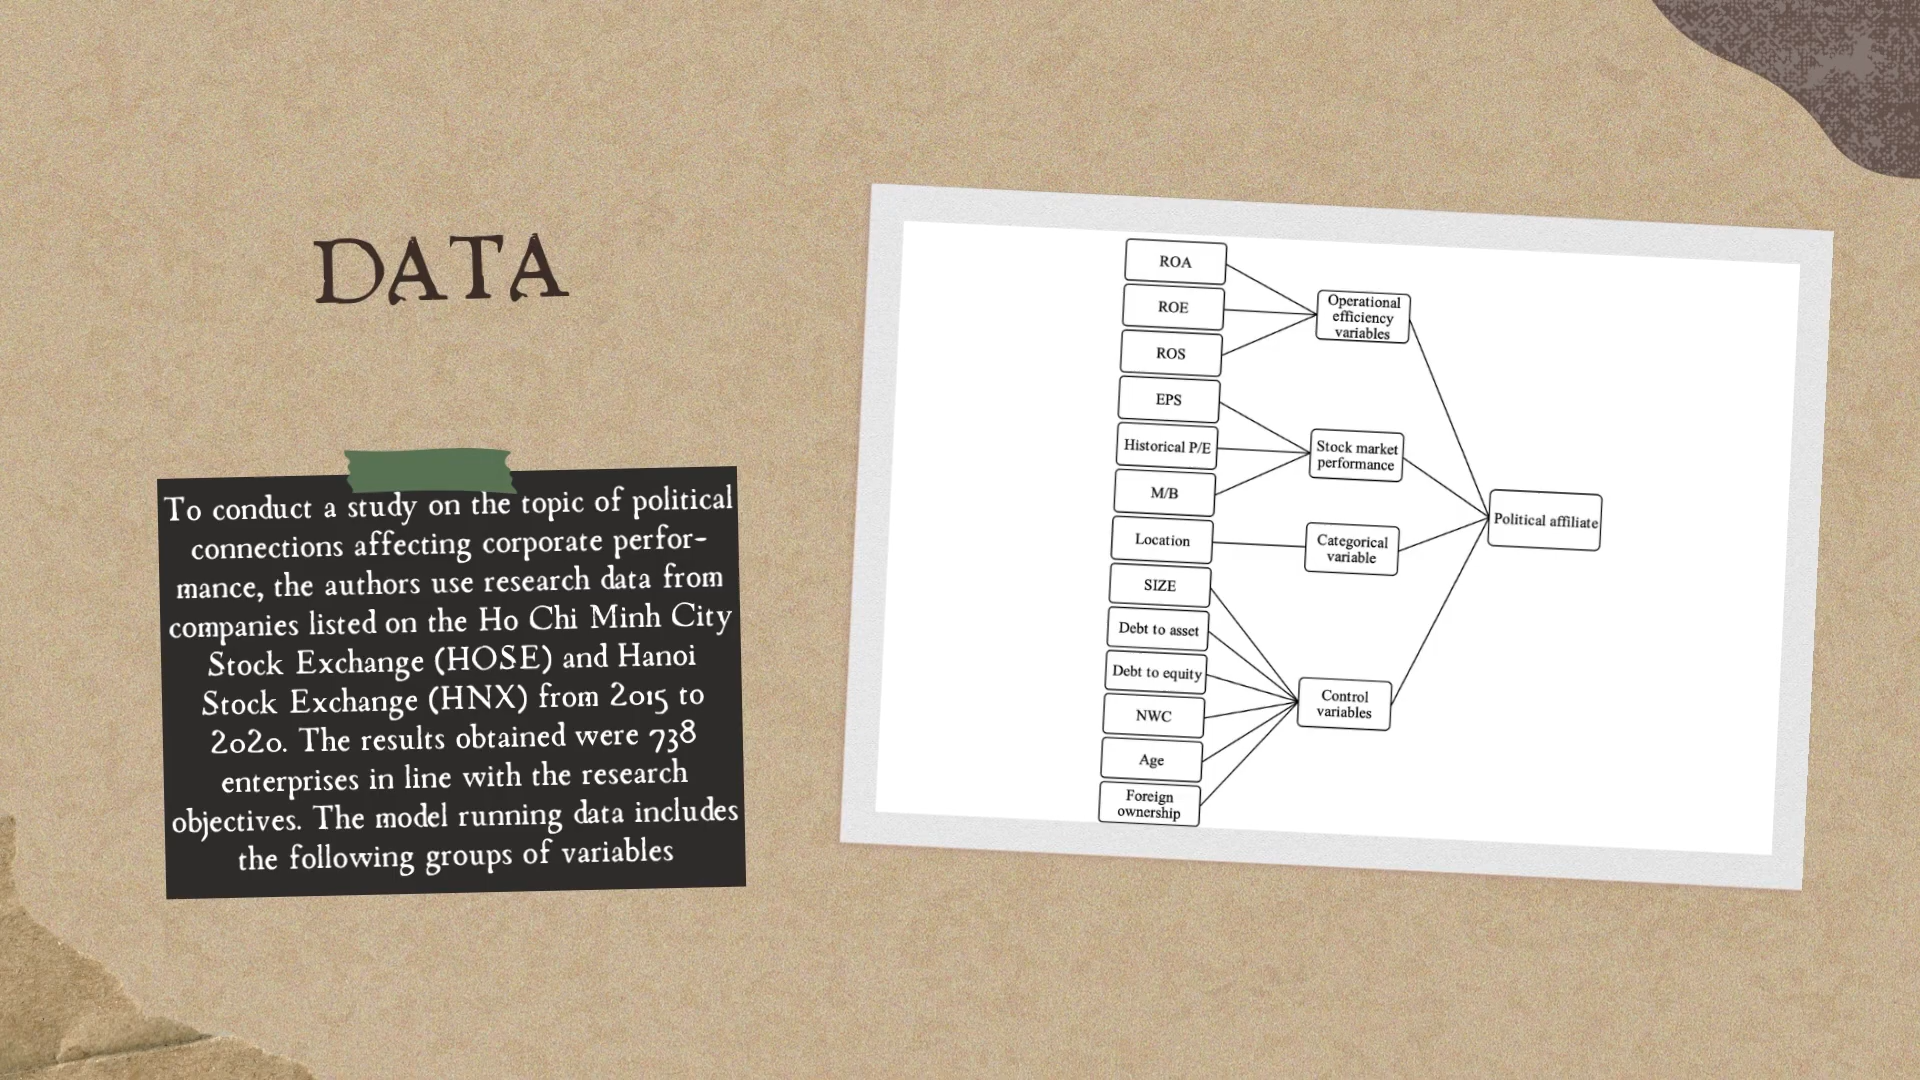 DATA
To conduct a study on the topic of political
connections affecting corporate perfor-
mance, the authors use research data from
companies listed on the Ho Chi Minh City
Stock Exchange (HOSE) and Hanoi
Stock Exchange (HNX) from 2015 to
2020. The results obtained were 738
enterprises in line with the research
objectives. The model running data includes
the following groups of variables
ROA
ROE
ROS
EPS
Historical P/E
M/B
Location
SIZE
Debt to asset
Debt to equity
NWC
Age
Foreign
ownership
Operational
efficiency
variables
Stock market
performance
Categorical
variable
Control
variables
Political affiliate